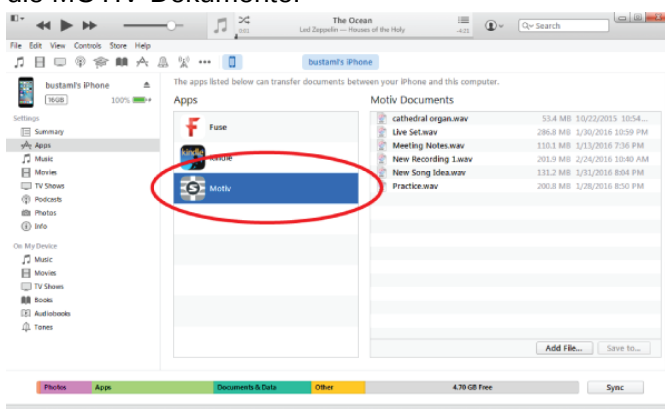 die MOTIV-Dokumente.
The Ocean
Led Zeppelin — Houses of the Holy
0:01
-4:21
Search
File Edit View Controls Store Help
bustami's iPhone
bustami's iPhone
16GB 100%
The apps listed below can transfer documents between your iPhone and this computer.
Settings
Summary
Apps
Music
Movies
TV Shows
Podcasts
Photos
Info
On My Device
Music
Movies
TV Shows
Books
Audiobooks
Tones
Apps
Fuse
kindle
Kindle
Motiv
Motiv Documents
cathedral organ.wav 53.4 MB 10/22/2015 10:54...
Live Set.wav 286.8 MB 1/30/2016 10:59 PM
Meeting Notes.wav 110.1 MB 1/13/2016 7:36 PM
New Recording 1.wav 201.9 MB 2/24/2016 10:40 AM
New Song Idea.wav 131.2 MB 1/31/2016 8:04 PM
Practice.wav 200.8 MB 1/28/2016 8:50 PM
Add File... Save to...
Photos Apps Documents & Data Other 4.70 GB Free Sync